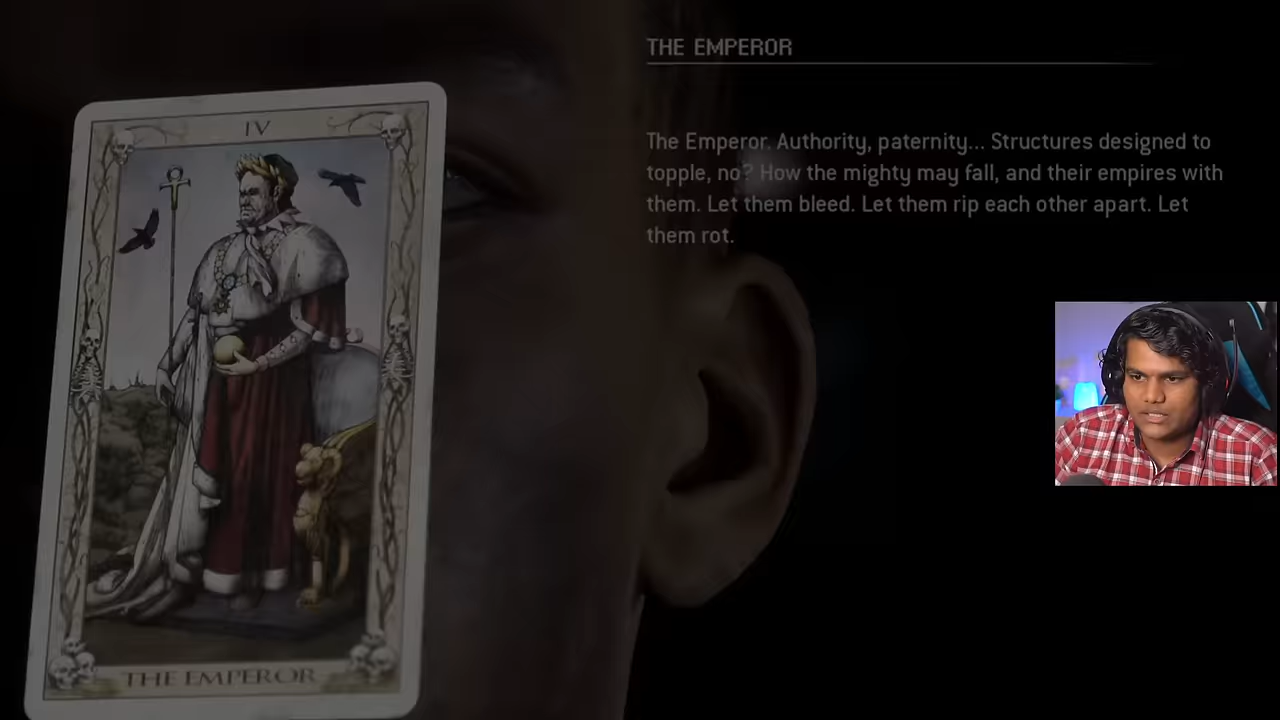 THE EMPEROR
The Emperor. Authority, paternity... Structures designed to
topple, no? How the mighty may fall, and their empires with
them. Let them bleed. Let them rip each other apart. Let
them rot.
IV
THE EMPEROR